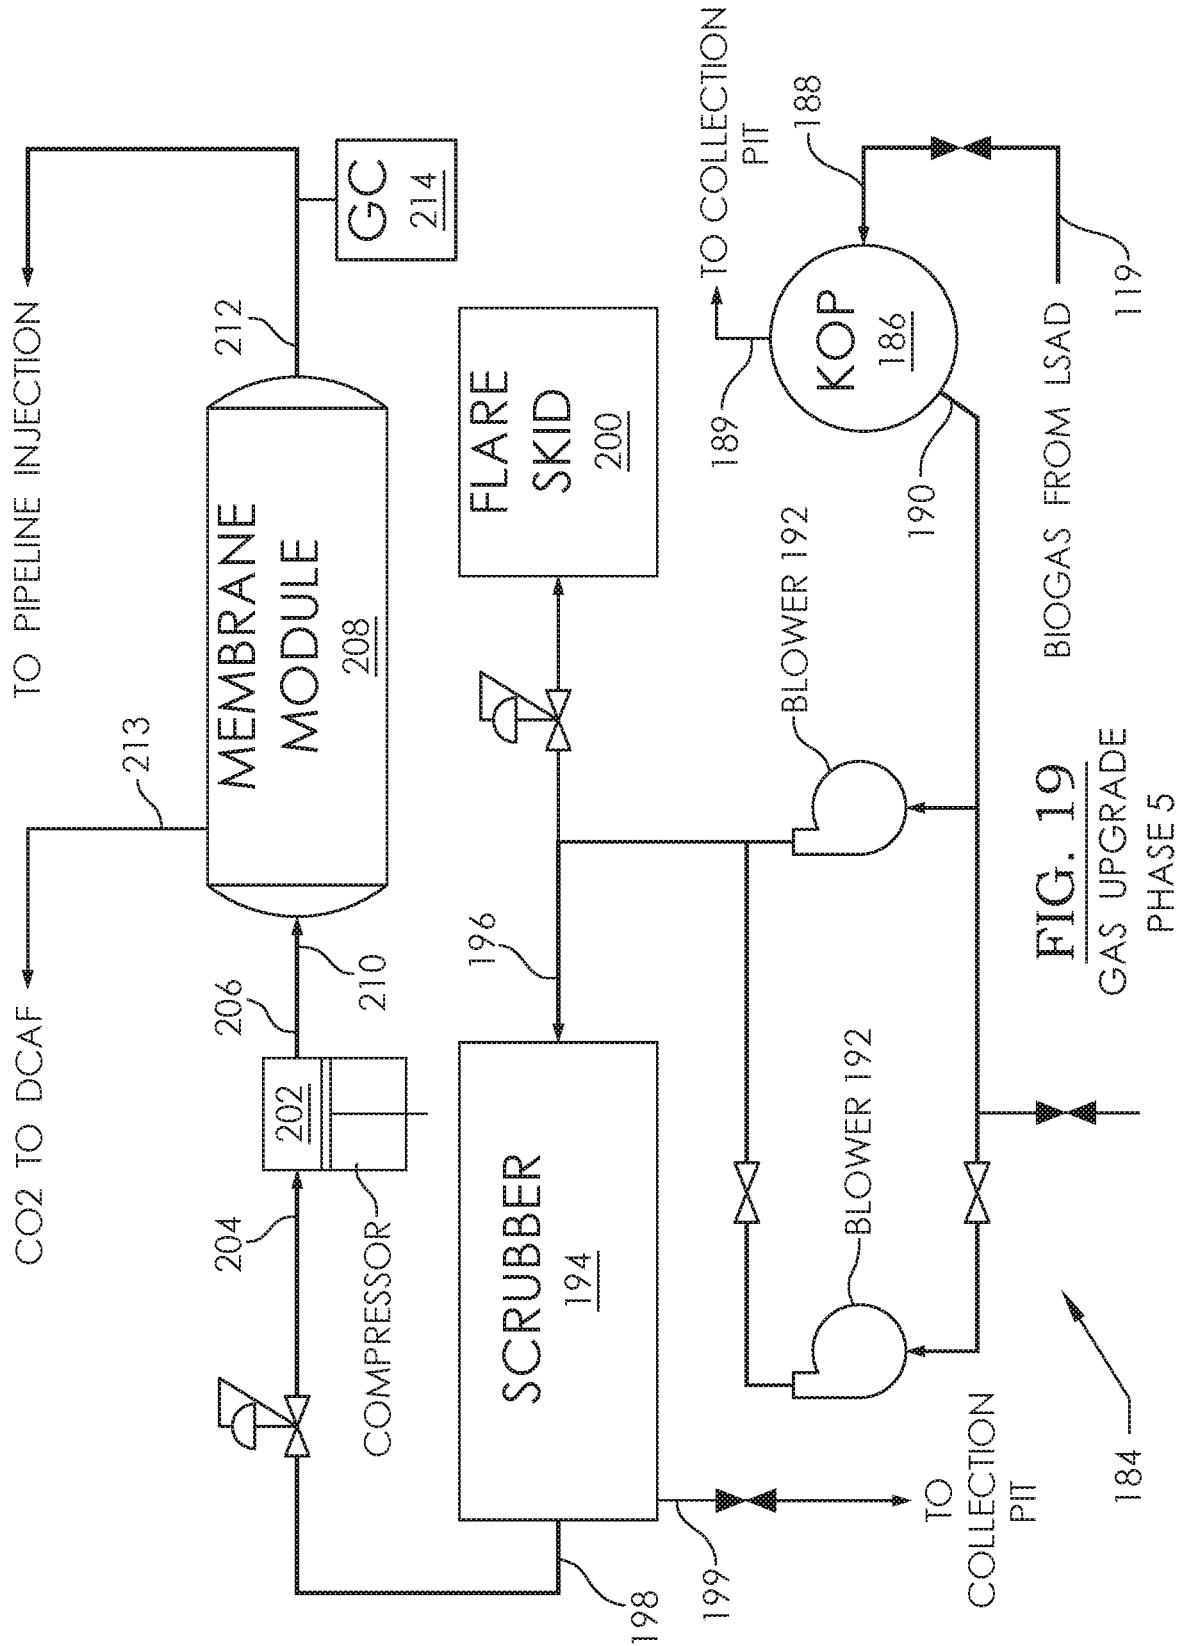 CO2 TO DCAF
TO PIPELINE INJECTION
213
204
202
206
210
MEMBRANE
MODULE
208
212
GC
214
COMPRESSOR
198
199
SCRUBBER
194
196
FLARE
SKID
200
TO COLLECTION
PIT
189
188
KOP
186
190
BLOWER 192
BLOWER 192
TO
COLLECTION
PIT
BIOGAS FROM LSAD
119
184
FIG. 19
GAS UPGRADE
PHASE 5